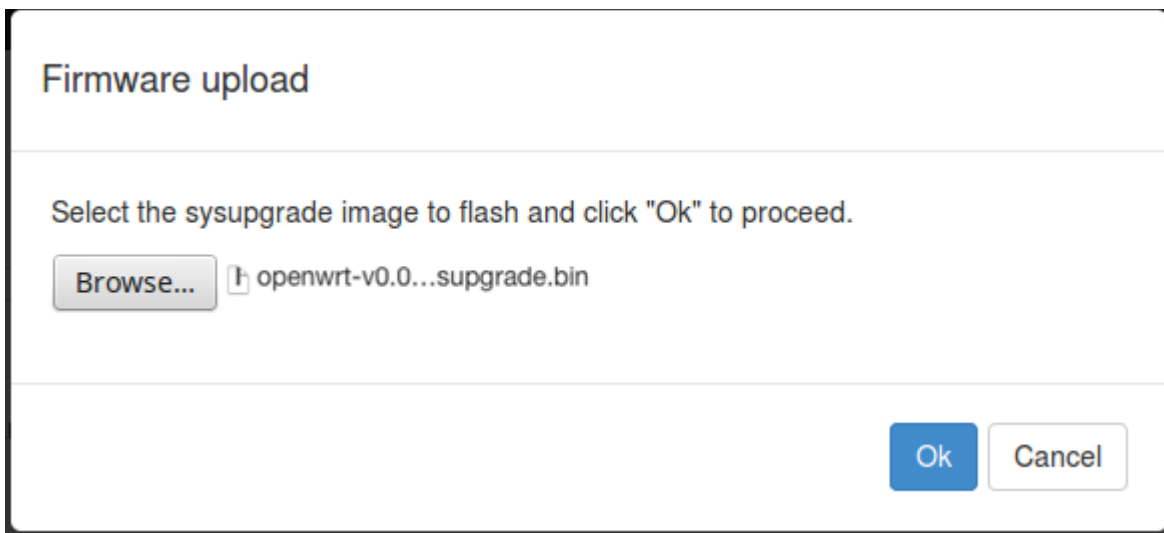 Firmware upload
Select the sysupgrade image to flash and click "Ok" to proceed.
Browse... openwrt-v0.0...supgrade.bin
Ok Cancel